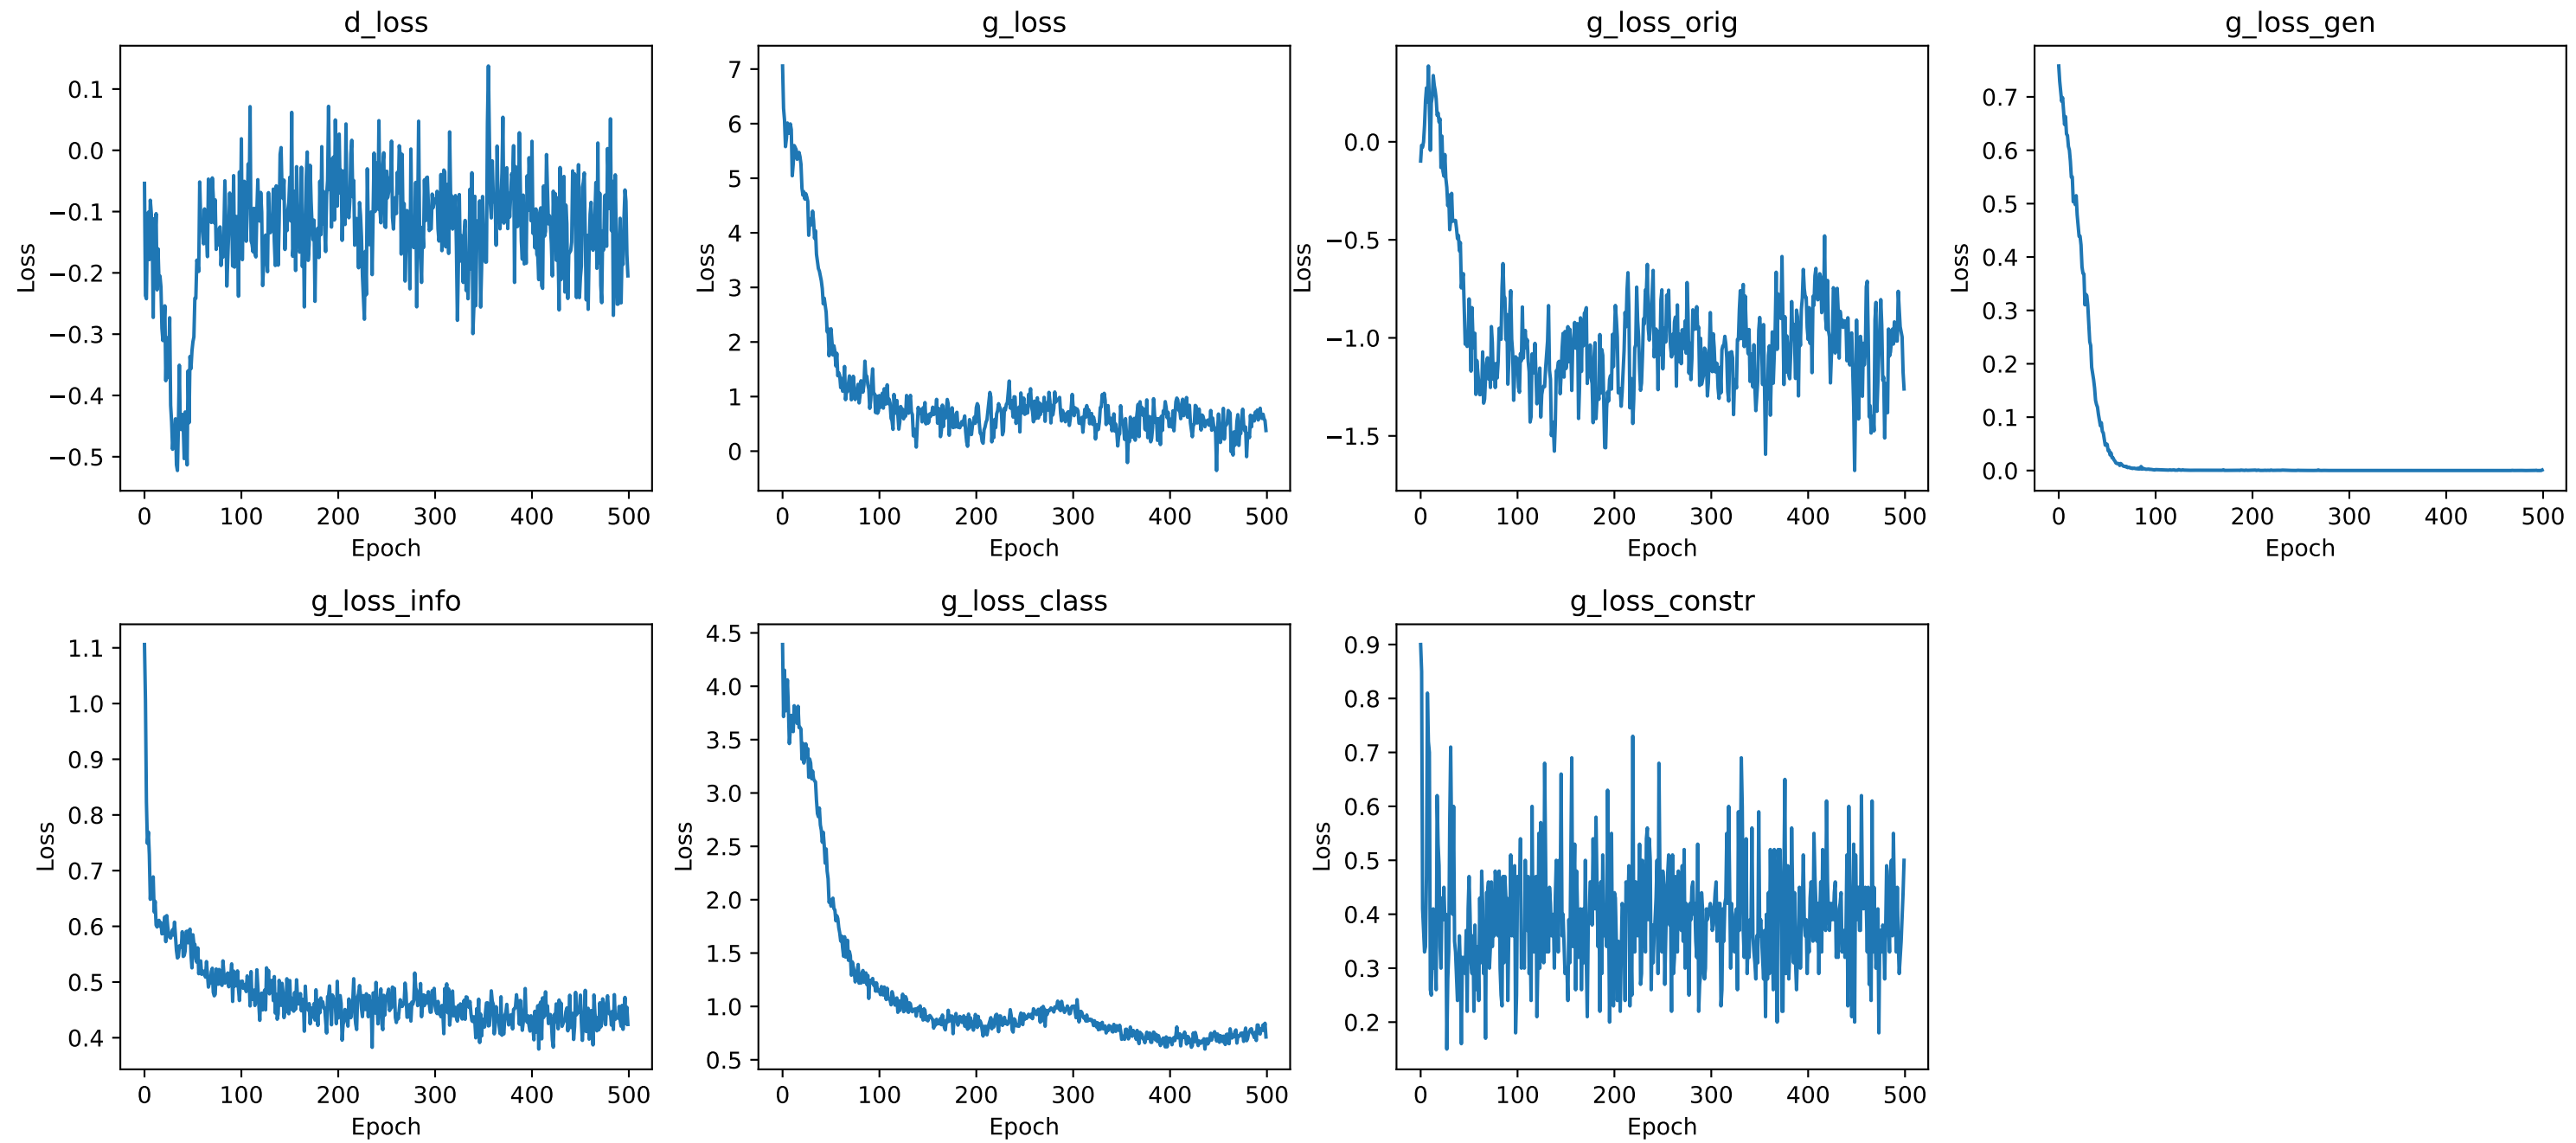 d_loss
0.1
0.0
−0.1
−0.2
−0.3
−0.4
−0.5
Loss
0 100 200 300 400 500
Epoch
g_loss
7
6
5
4
3
2
1
0
Loss
0 100 200 300 400 500
Epoch
g_loss_orig
0.0
−0.5
−1.0
−1.5
Loss
0 100 200 300 400 500
Epoch
g_loss_gen
0.7
0.6
0.5
0.4
0.3
0.2
0.1
0.0
Loss
0 100 200 300 400 500
Epoch
g_loss_info
1.1
1.0
0.9
0.8
0.7
0.6
0.5
0.4
Loss
0 100 200 300 400 500
Epoch
g_loss_class
4.5
4.0
3.5
3.0
2.5
2.0
1.5
1.0
0.5
Loss
0 100 200 300 400 500
Epoch
g_loss_constr
0.9
0.8
0.7
0.6
0.5
0.4
0.3
0.2
Loss
0 100 200 300 400 500
Epoch